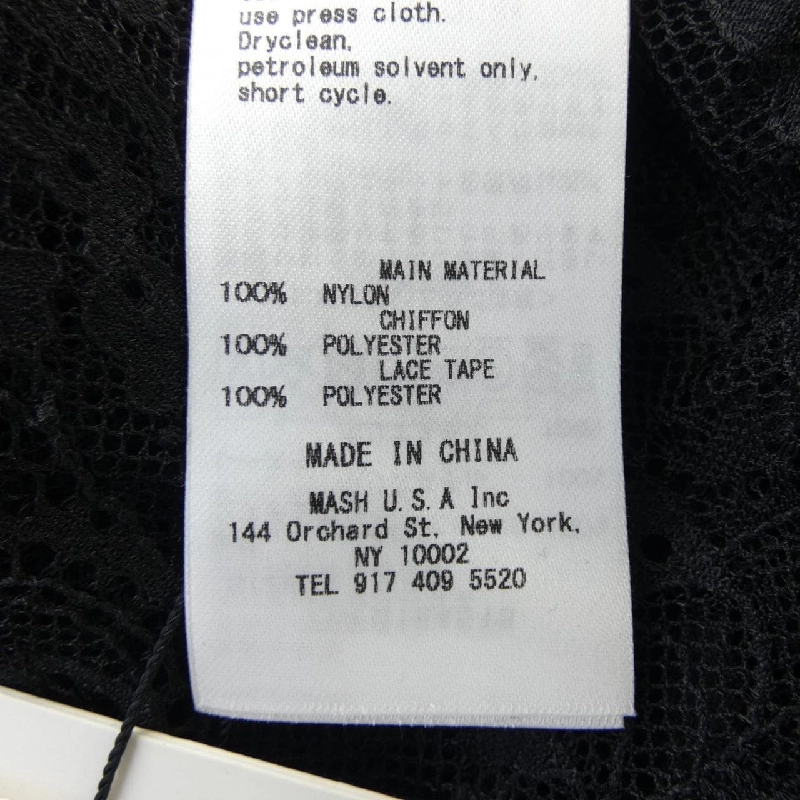 use press cloth.
Dryclean,
petroleum solvent only,
short cycle.
MAIN MATERIAL
100% NYLON
CHIFFON
100% POLYESTER
LACE TAPE
100% POLYESTER
MADE IN CHINA
MASH U.S.A Inc
144 Orchard St, New York,
NY 10002
TEL 917 409 5520